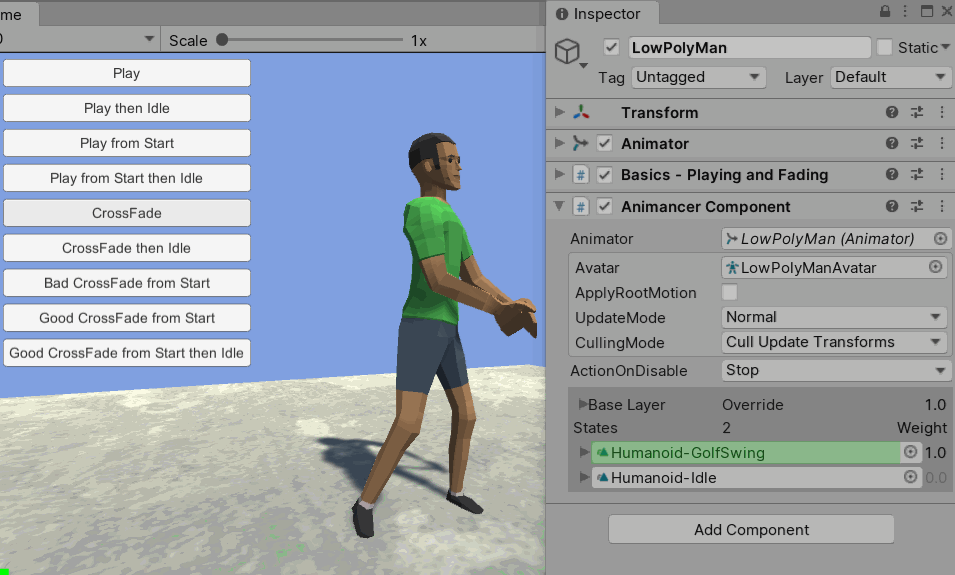 me
Scale 1x
Play
Play then Idle
Play from Start
Play from Start then Idle
CrossFade
CrossFade then Idle
Bad CrossFade from Start
Good CrossFade from Start
Good CrossFade from Start then Idle
Inspector
LowPolyMan Static
Tag Untagged Layer Default
Transform
Animator
# Basics - Playing and Fading
# Animancer Component
Animator LowPolyMan (Animator)
Avatar LowPolyManAvatar
ApplyRootMotion
UpdateMode Normal
CullingMode Cull Update Transforms
ActionOnDisable Stop
Base Layer Override 1.0
States 2 Weight
Humanoid-GolfSwing 1.0
Humanoid-Idle 0.0
Add Component